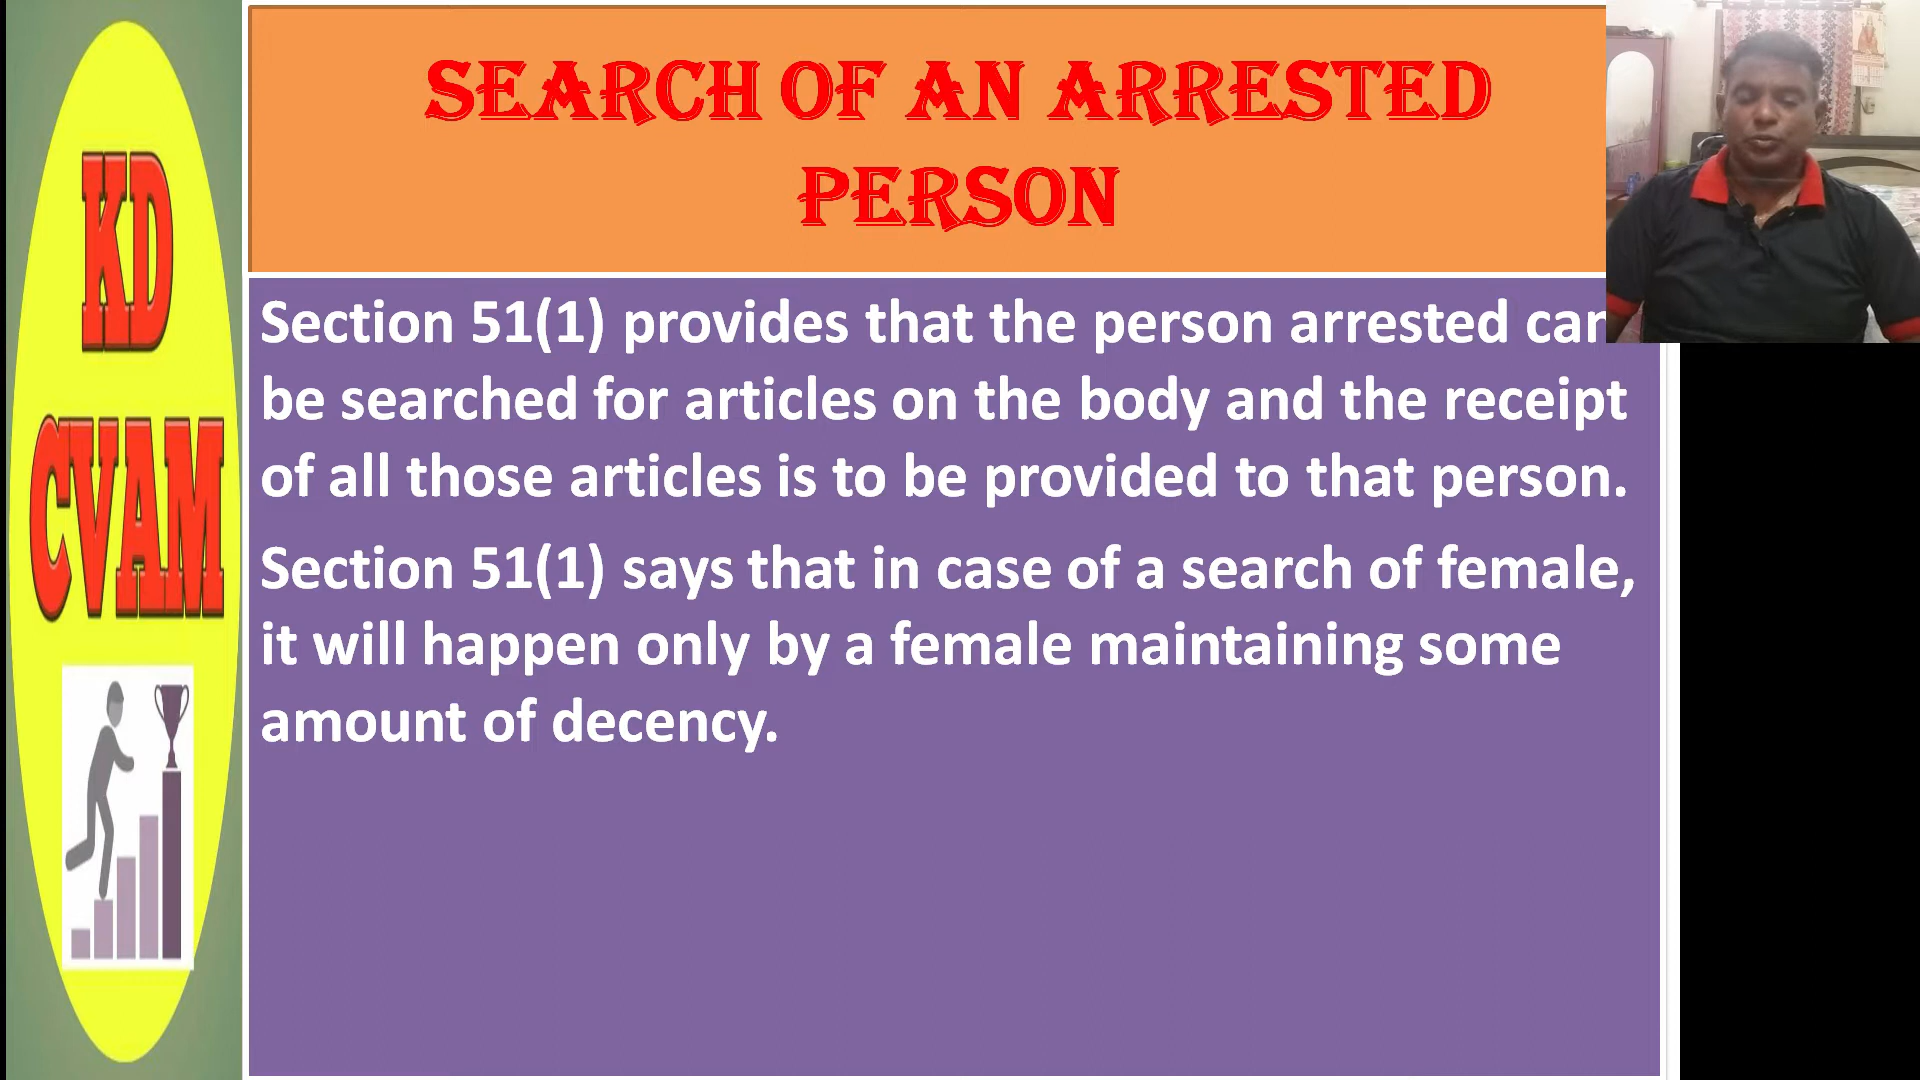 KD
CVAM
SEARCH OF AN ARRESTED
PERSON
Section 51(1) provides that the person arrested can
be searched for articles on the body and the receipt
of all those articles is to be provided to that person.
Section 51(1) says that in case of a search of female,
it will happen only by a female maintaining some
amount of decency.